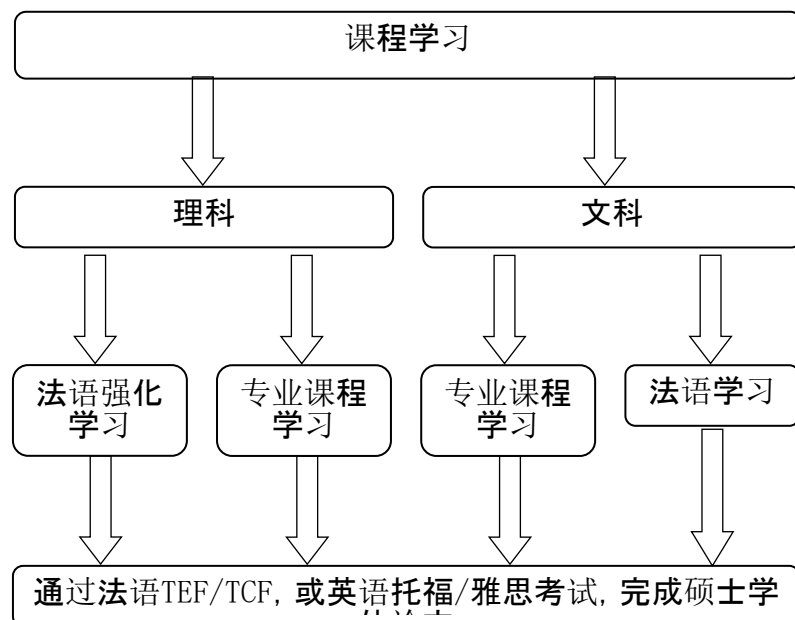 课程学习
理科
文科
法语强化
学习
专业课程
学习
专业课程
学习
法语学习
通过法语TEF/TCF, 或英语托福/雅思考试, 完成硕士学